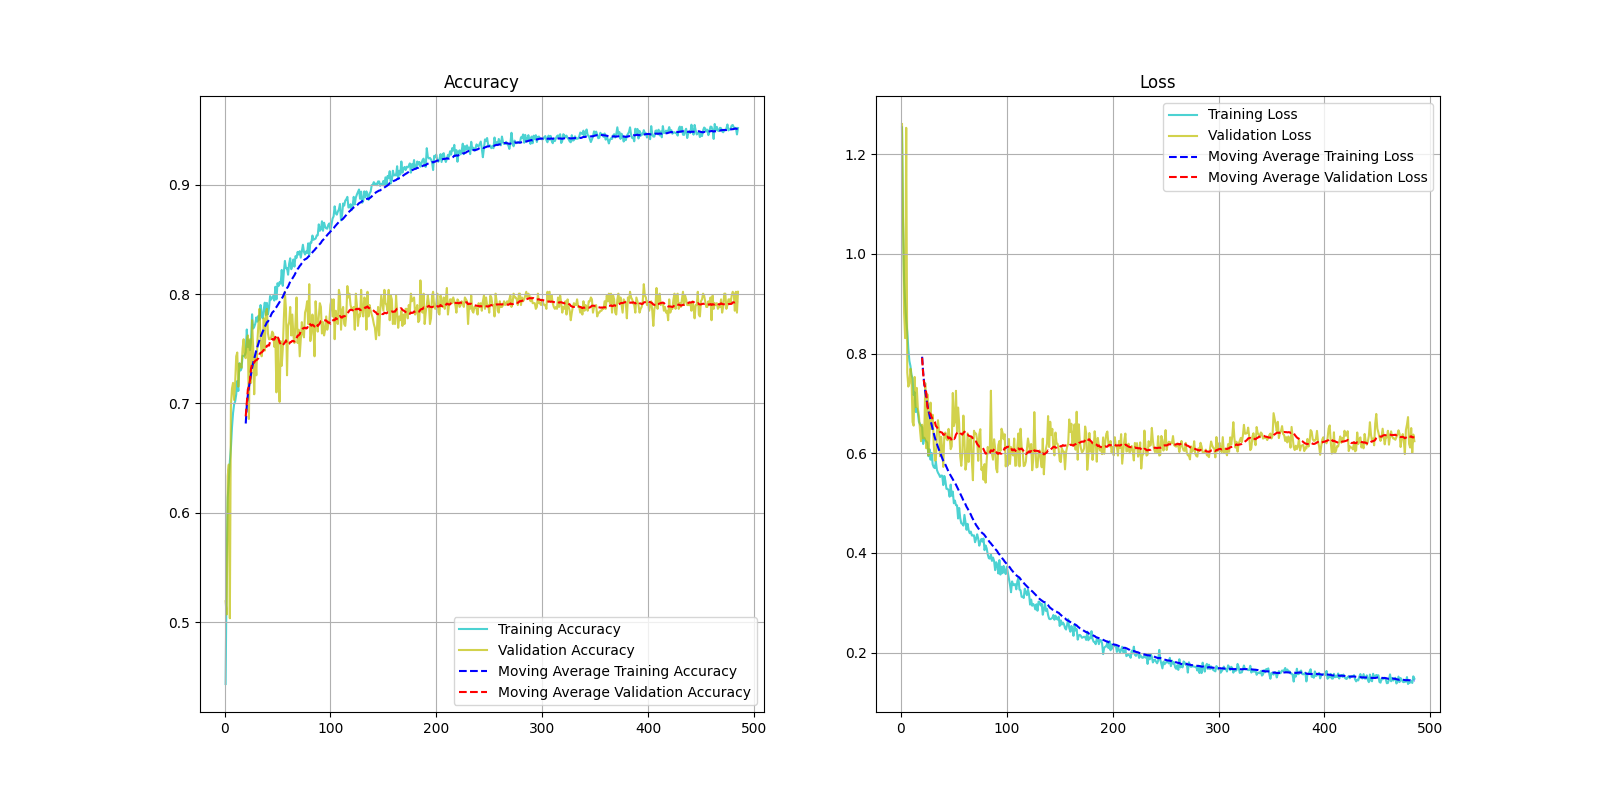 Accuracy
0.9
0.8
0.7
0.6
0.5
0 100 200 300 400 500
Training Accuracy
Validation Accuracy
Moving Average Training Accuracy
Moving Average Validation Accuracy
Loss
1.2
1.0
0.8
0.6
0.4
0.2
0 100 200 300 400 500
Training Loss
Validation Loss
Moving Average Training Loss
Moving Average Validation Loss